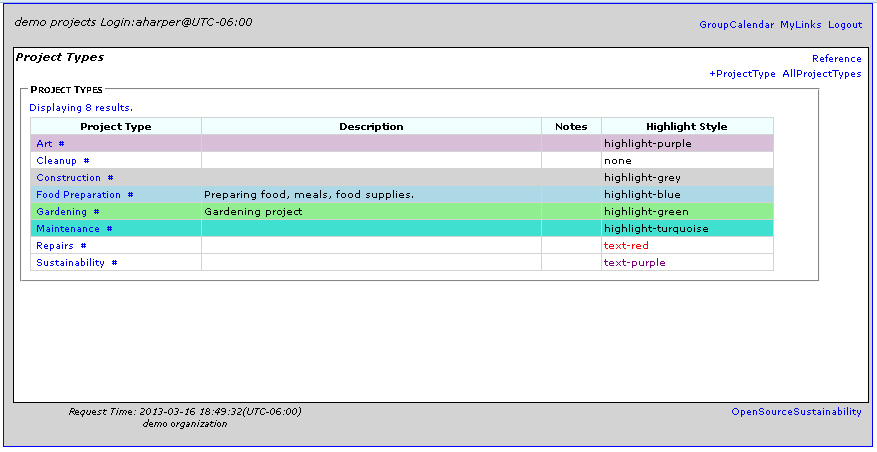 demo projects Login:aharper@UTC-06:00
GroupCalendar MyLinks Logout
Project Types
Reference
+ProjectType AllProjectTypes
Project Types
Displaying 8 results.
Project Type Description Notes Highlight Style
Art # highlight-purple
Cleanup # none
Construction # highlight-grey
Food Preparation # Preparing food, meals, food supplies. highlight-blue
Gardening # Gardening project highlight-green
Maintenance # highlight-turquoise
Repairs # text-red
Sustainability # text-purple
Request Time: 2013-03-16 18:49:32(UTC-06:00)
OpenSourceSustainability
demo organization